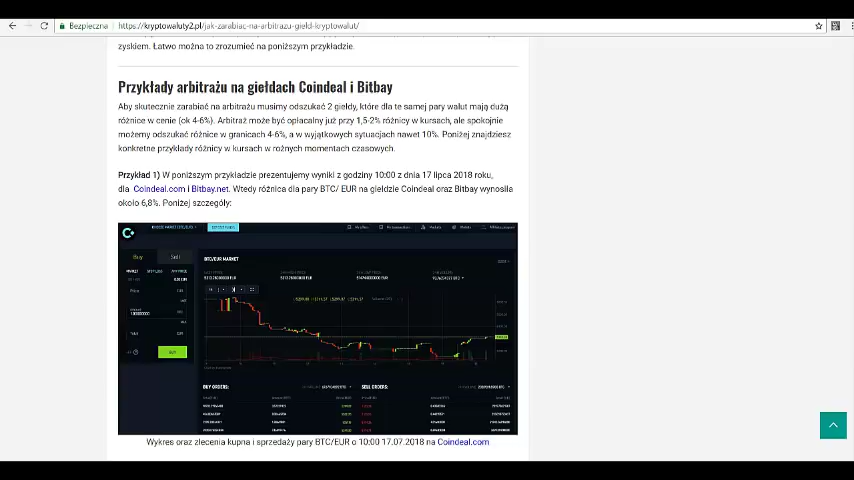 Bezpieczna
https://kryptowaluty2.pl/jak-zarabiac-na-arbitrazu-gield-kryptowalut/
zyskiem. Łatwo można to zrozumieć na poniższym przykładzie.
Przykłady arbitrażu na giełdach Coindeal i Bitbay
Aby skutecznie zarabiać na arbitrażu musimy odszukać 2 giełdy, które dla tej samej pary walut mają dużą
różnice w cenie (ok 4-6%). Arbitraż może być opłacalny już przy 1,5-2% różnicy w kursach, ale spokojnie
możemy odszukać różnice w granicach 4-6%, a w wyjątkowych sytuacjach nawet 10%. Poniżej znajdziesz
konkretne przykłady różnicy w kursach w rożnych momentach czasowych.
Przykład 1) W poniższym przykładzie prezentujemy wyniki z godziny 10:00 z dnia 17 lipca 2018 roku,
dla Coindeal.com i Bitbay.net. Wtedy różnica dla pary BTC/ EUR na giełdzie Coindeal oraz Bitbay wynosiła
około 6,8%. Poniżej szczegóły:
Buy
Sell
BTC/EUR MARKET
BUY
BUY ORDERS:
SELL ORDERS:
Wykres oraz zlecenia kupna i sprzedaży pary BTC/EUR o 10:00 17.07.2018 na Coindeal.com